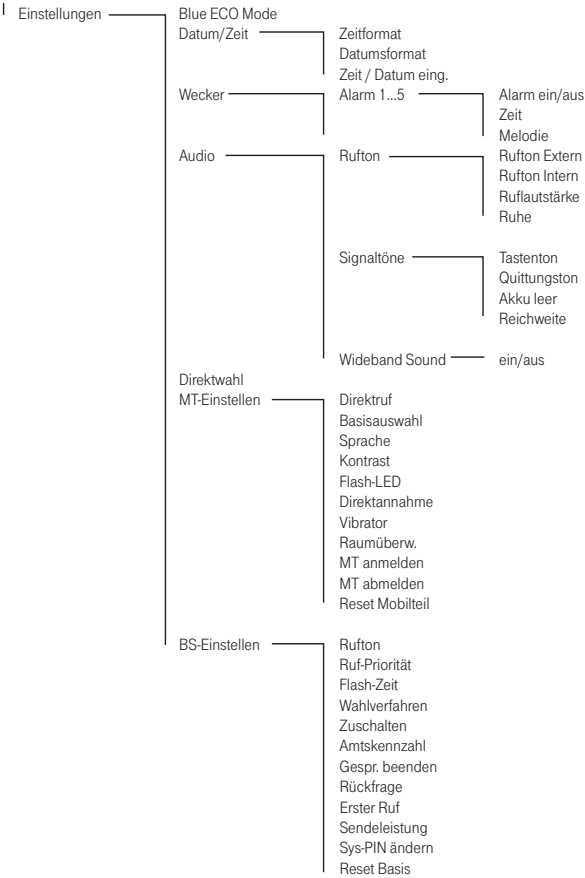 I Einstellungen Blue ECO Mode
Datum/Zeit Zeitformat
Datumsformat
Zeit / Datum eing.
Wecker Alarm 1...5 Alarm ein/aus
Zeit
Melodie
Audio Rufton Rufton Extern
Rufton Intern
Ruflautstärke
Ruhe
Signaltöne Tastenton
Quittungston
Akku leer
Reichweite
Wideband Sound ein/aus
Direktwahl
MT-Einstellen Direktruf
Basisauswahl
Sprache
Kontrast
Flash-LED
Direktannahme
Vibrator
Raumüberw.
MT anmelden
MT abmelden
Reset Mobilteil
BS-Einstellen Rufton
Ruf-Priorität
Flash-Zeit
Wahlverfahren
Zuschalten
Amtskennzahl
Gespr. beenden
Rückfrage
Erster Ruf
Sendeleistung
Sys-PIN ändern
Reset Basis